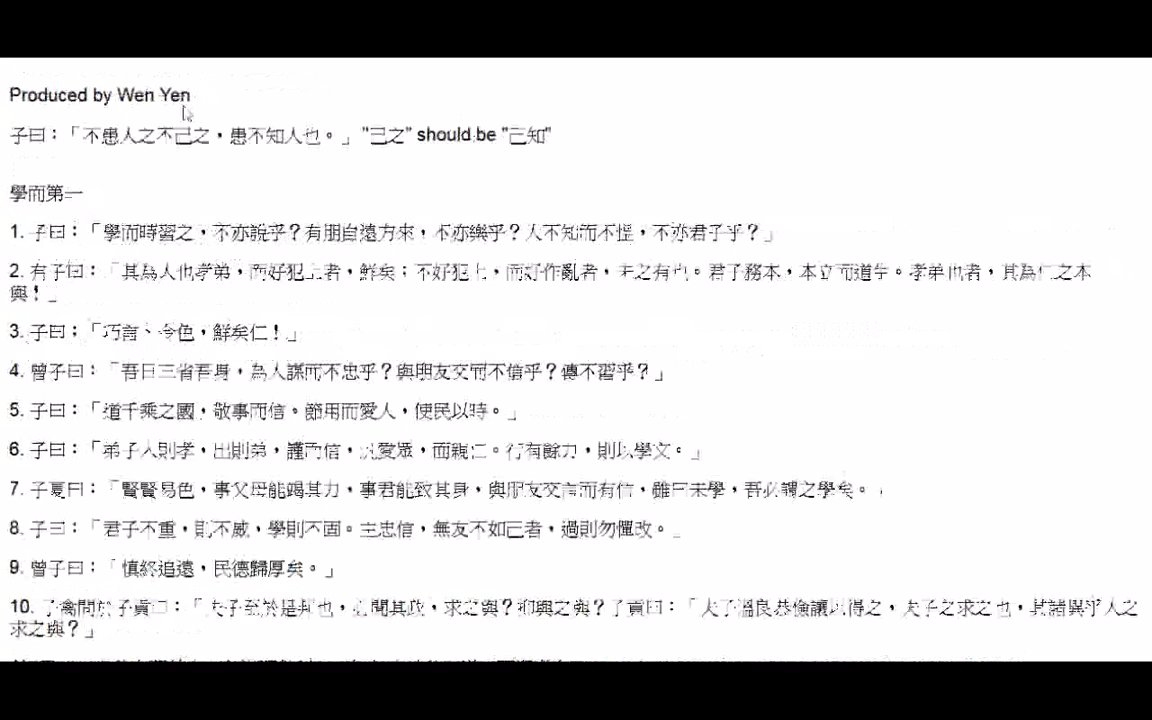 Produced by Wen Yen
子曰：「不患人之不己之，患不知人也。」 "己之" should be "己知"
學而第一
1. 子曰：「學而時習之，不亦說乎？有朋自遠方來，不亦樂乎？人不知而不慍，不亦君子乎？」
2. 有子曰：「其為人也孝弟，而好犯上者，鮮矣；不好犯上，而好作亂者，未之有也。君子務本，本立而道生。孝弟也者，其為仁之本
與！」
3. 子曰：「巧言、令色，鮮矣仁！」
4. 曾子曰：「吾日三省吾身，為人謀而不忠乎？與朋友交而不信乎？傳不習乎？」
5. 子曰：「道千乘之國，敬事而信。節用而愛人，使民以時。」
6. 子曰：「弟子入則孝，出則弟，謹而信，汎愛眾，而親仁。行有餘力，則以學文。」
7. 子夏曰：「賢賢易色，事父母能竭其力，事君能致其身，與朋友交言而有信，雖曰未學，吾必謂之學矣。」
8. 子曰：「君子不重，則不威，學則不固。主忠信，無友不如己者，過則勿憚改。」
9. 曾子曰：「慎終追遠，民德歸厚矣。」
10. 子禽問於子貢曰：「夫子至於是邦也，必聞其政，求之與？抑與之與？子貢曰：「夫子溫良恭儉讓以得之，夫子之求之也，其諸異乎人之
求之與？」